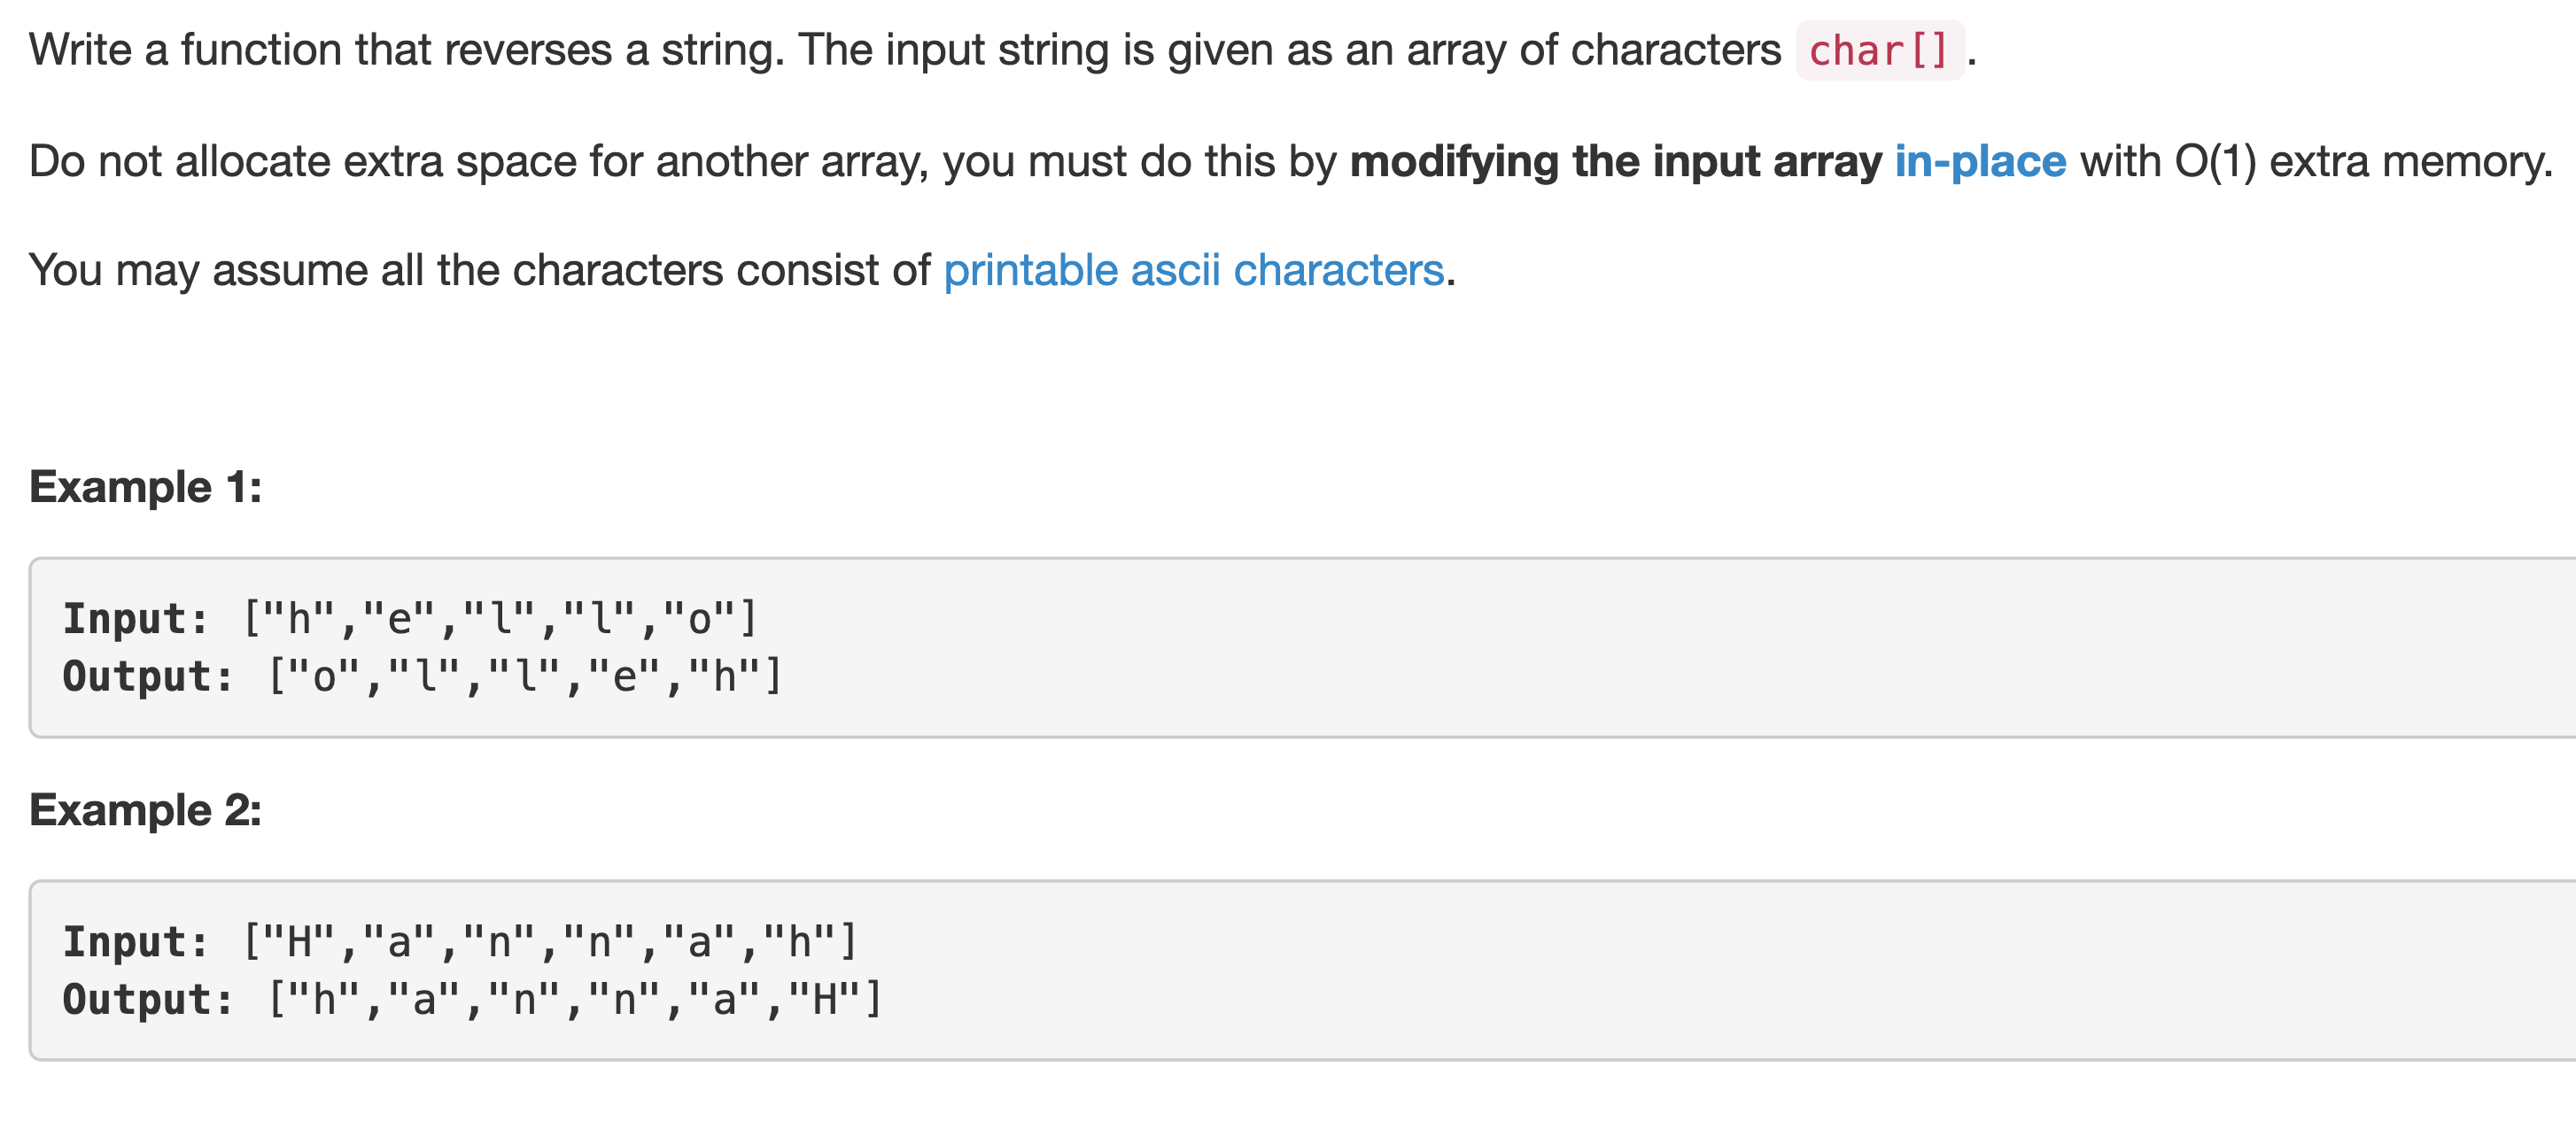 Write a function that reverses a string. The input string is given as an array of characters char[].
Do not allocate extra space for another array, you must do this by modifying the input array in-place with O(1) extra memory.
You may assume all the characters consist of printable ascii characters.
Example 1:
Input: ["h","e","l","l","o"]
Output: ["o","l","l","e","h"]
Example 2:
Input: ["H","a","n","n","a","h"]
Output: ["h","a","n","n","a","H"]